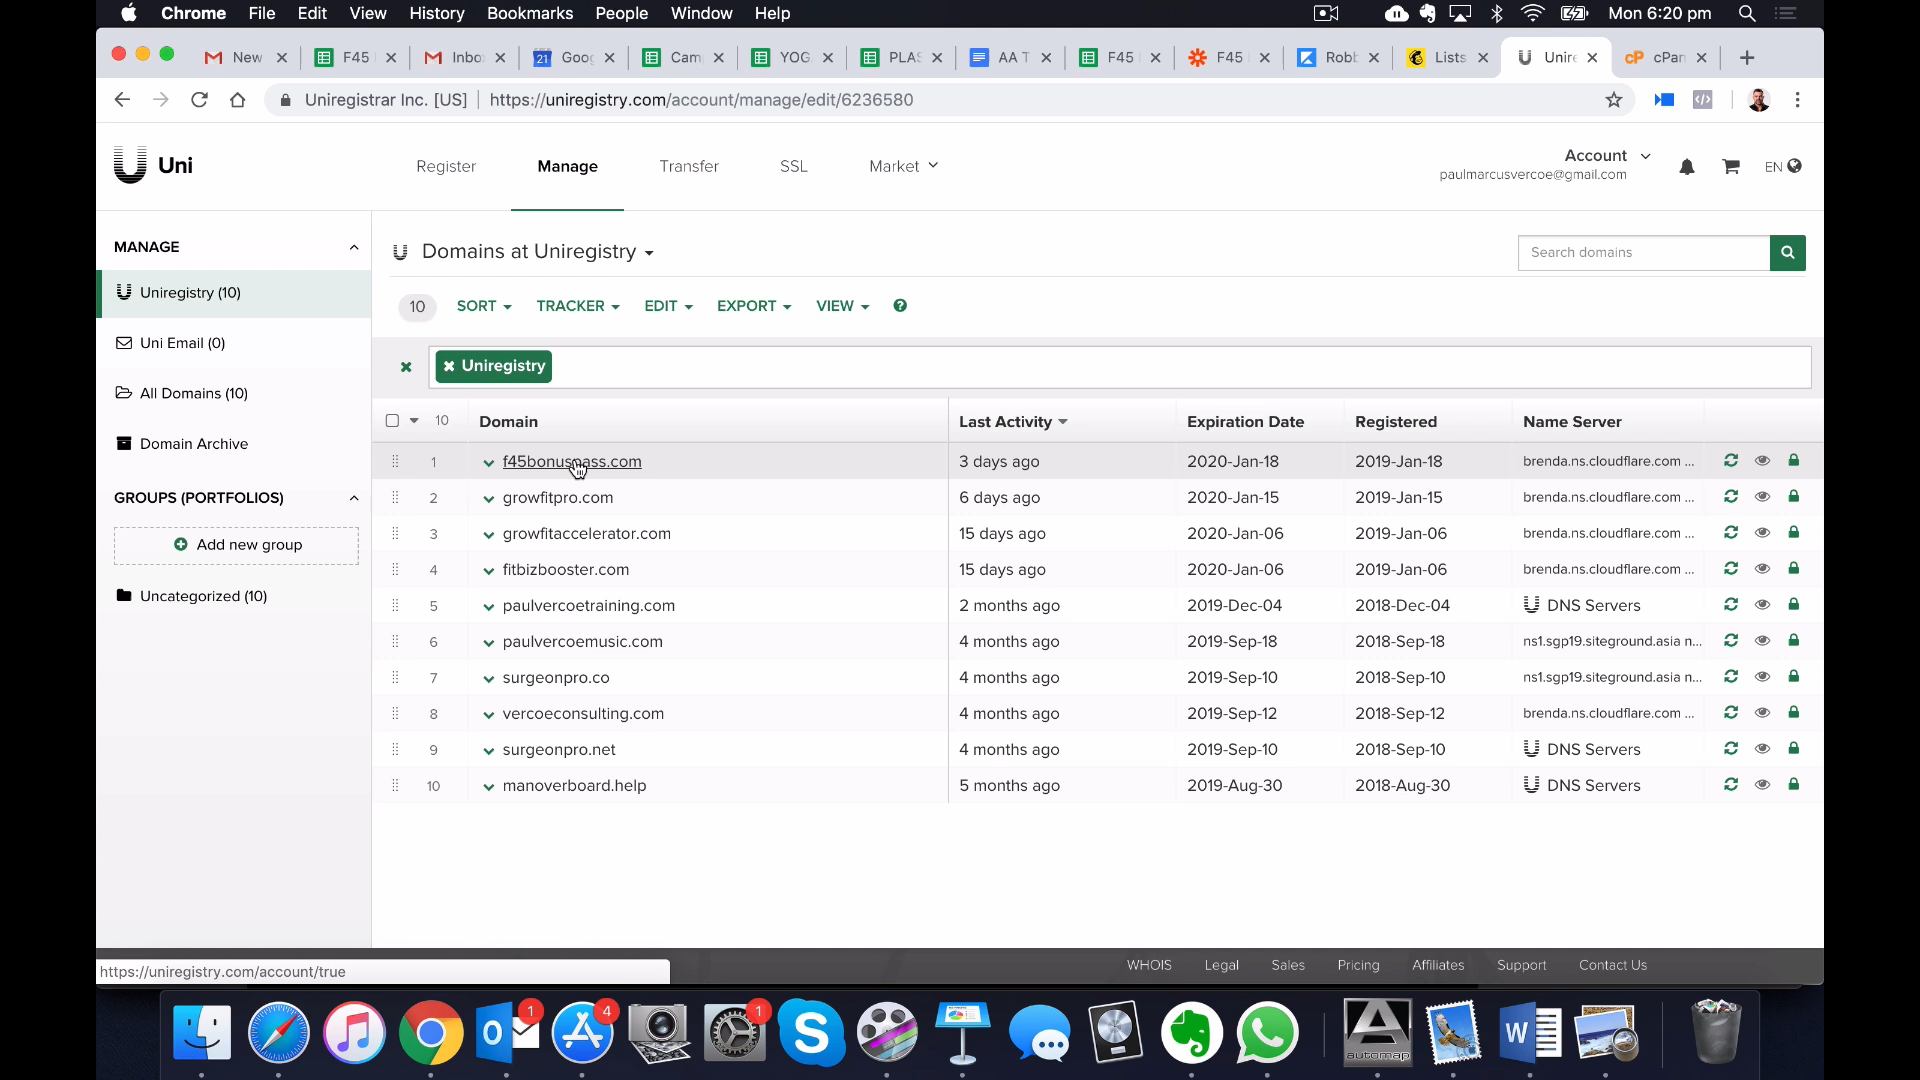 Chrome File Edit View History Bookmarks People Window Help Mon 6:20 pm
New F45 Inbo Goog Cam YOG. PLAS AA T F45 F45 Robb Lists Unire cPan
Uniregistrar Inc. [US] https://uniregistry.com/account/manage/edit/6236580
Uni Register Manage Transfer SSL Market Account EN
paulmarcusvercoe@gmail.com
MANAGE
Uniregistry (10)
Uni Email (0)
All Domains (10)
Domain Archive
GROUPS (PORTFOLIOS)
Add new group
Uncategorized (10)
Domains at Uniregistry Search domains
10 SORT TRACKER EDIT EXPORT VIEW
Uniregistry
10 Domain Last Activity Expiration Date Registered Name Server
1 f45bonuspass.com 3 days ago 2020-Jan-18 2019-Jan-18 brenda.ns.cloudflare.com ...
2 growfitpro.com 6 days ago 2020-Jan-15 2019-Jan-15 brenda.ns.cloudflare.com ...
3 growfitaccelerator.com 15 days ago 2020-Jan-06 2019-Jan-06 brenda.ns.cloudflare.com ...
4 fitbizbooster.com 15 days ago 2020-Jan-06 2019-Jan-06 brenda.ns.cloudflare.com ...
5 paulvercoetraining.com 2 months ago 2019-Dec-04 2018-Dec-04 DNS Servers
6 paulvercoemusic.com 4 months ago 2019-Sep-18 2018-Sep-18 ns1.sgp19.siteground.asia n...
7 surgeonpro.co 4 months ago 2019-Sep-10 2018-Sep-10 ns1.sgp19.siteground.asia n...
8 vercoeconsulting.com 4 months ago 2019-Sep-12 2018-Sep-12 brenda.ns.cloudflare.com ...
9 surgeonpro.net 4 months ago 2019-Sep-10 2018-Sep-10 DNS Servers
10 manoverboard.help 5 months ago 2019-Aug-30 2018-Aug-30 DNS Servers
WHOIS Legal Sales Pricing Affiliates Support Contact Us
https://uniregistry.com/account/true
1 4 1
automap